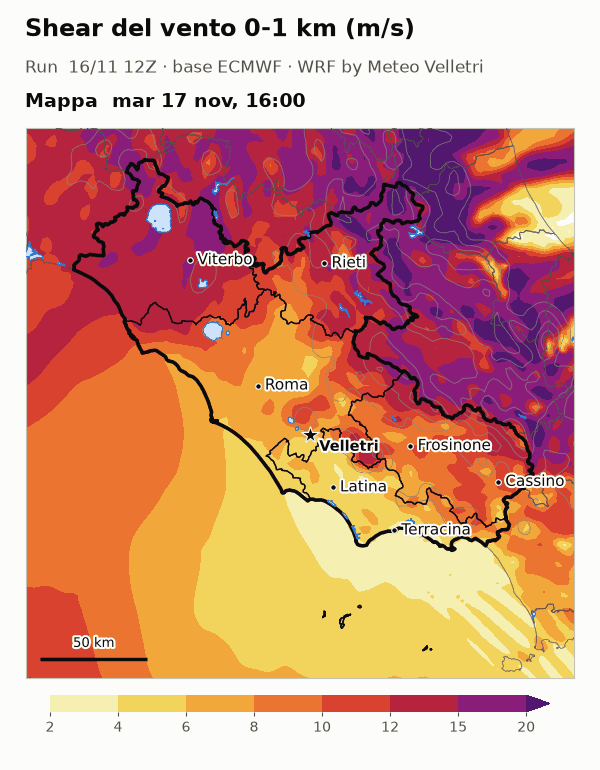 Shear del vento 0-1 km (m/s)
Run 16/11 12Z · base ECMWF · WRF by Meteo Velletri
Mappa mar 17 nov, 16:00
Viterbo
Rieti
Roma
Velletri
Frosinone
Latina
Cassino
Terracina
50 km
2 4 6 8 10 12 15 20